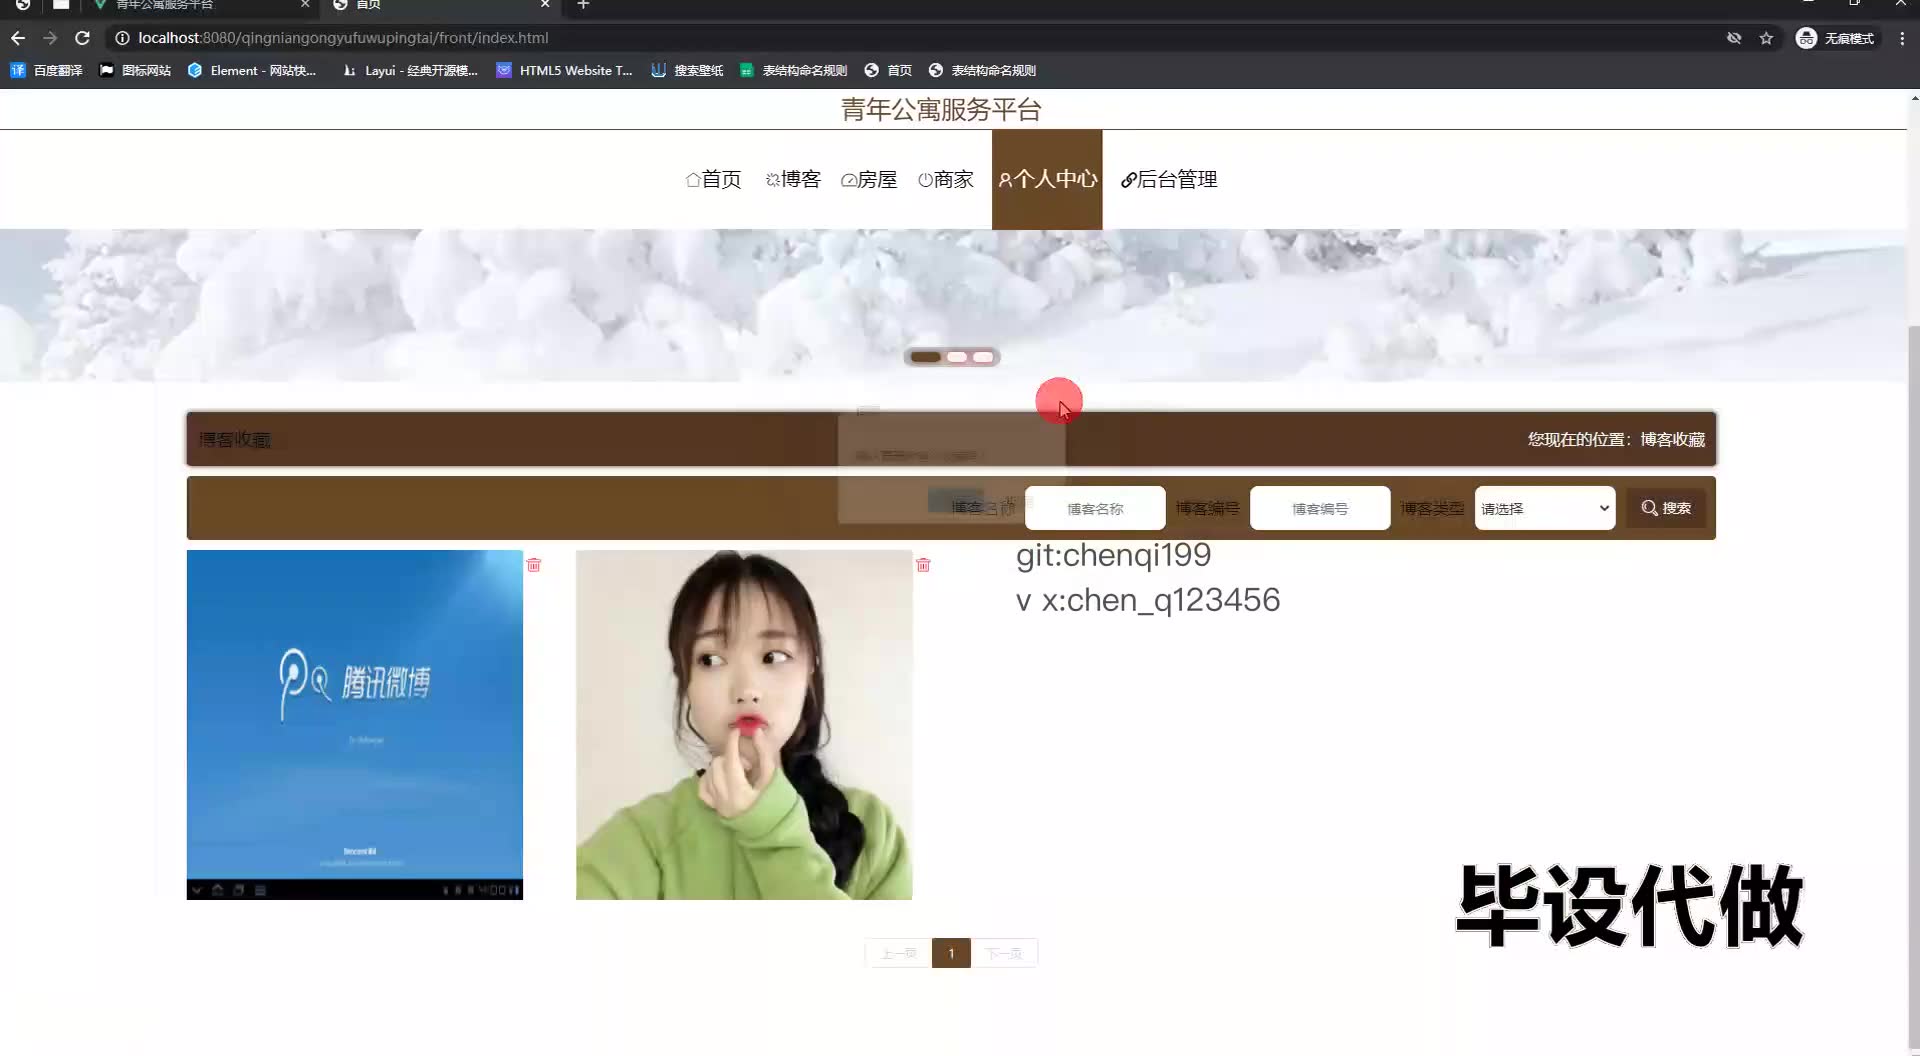 青年公寓服务平台
首页
localhost:8080/qingniangongyufuwupingtai/front/index.html
无痕模式
百度翻译
图标网站
Element - 网站快...
Layui - 经典开源模...
HTML5 Website T...
搜索壁纸
表结构命名规则
首页
表结构命名规则
青年公寓服务平台
首页
博客
房屋
商家
个人中心
后台管理
博客收藏
您现在的位置：博客收藏
博客名称
博客名称
博客编号
博客编号
博客类型
请选择
搜索
git:chenqi199
v x:chen_q123456
腾讯微博
毕设代做
上一页
1
下一页